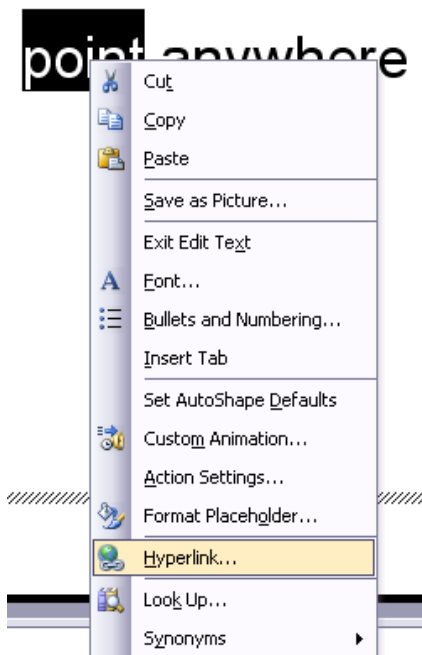 point anywhere
Cut
Copy
Paste
Save as Picture...
Exit Edit Text
Font...
Bullets and Numbering...
Insert Tab
Set AutoShape Defaults
Custom Animation...
Action Settings...
Format Placeholder...
Hyperlink...
Look Up...
Synonyms